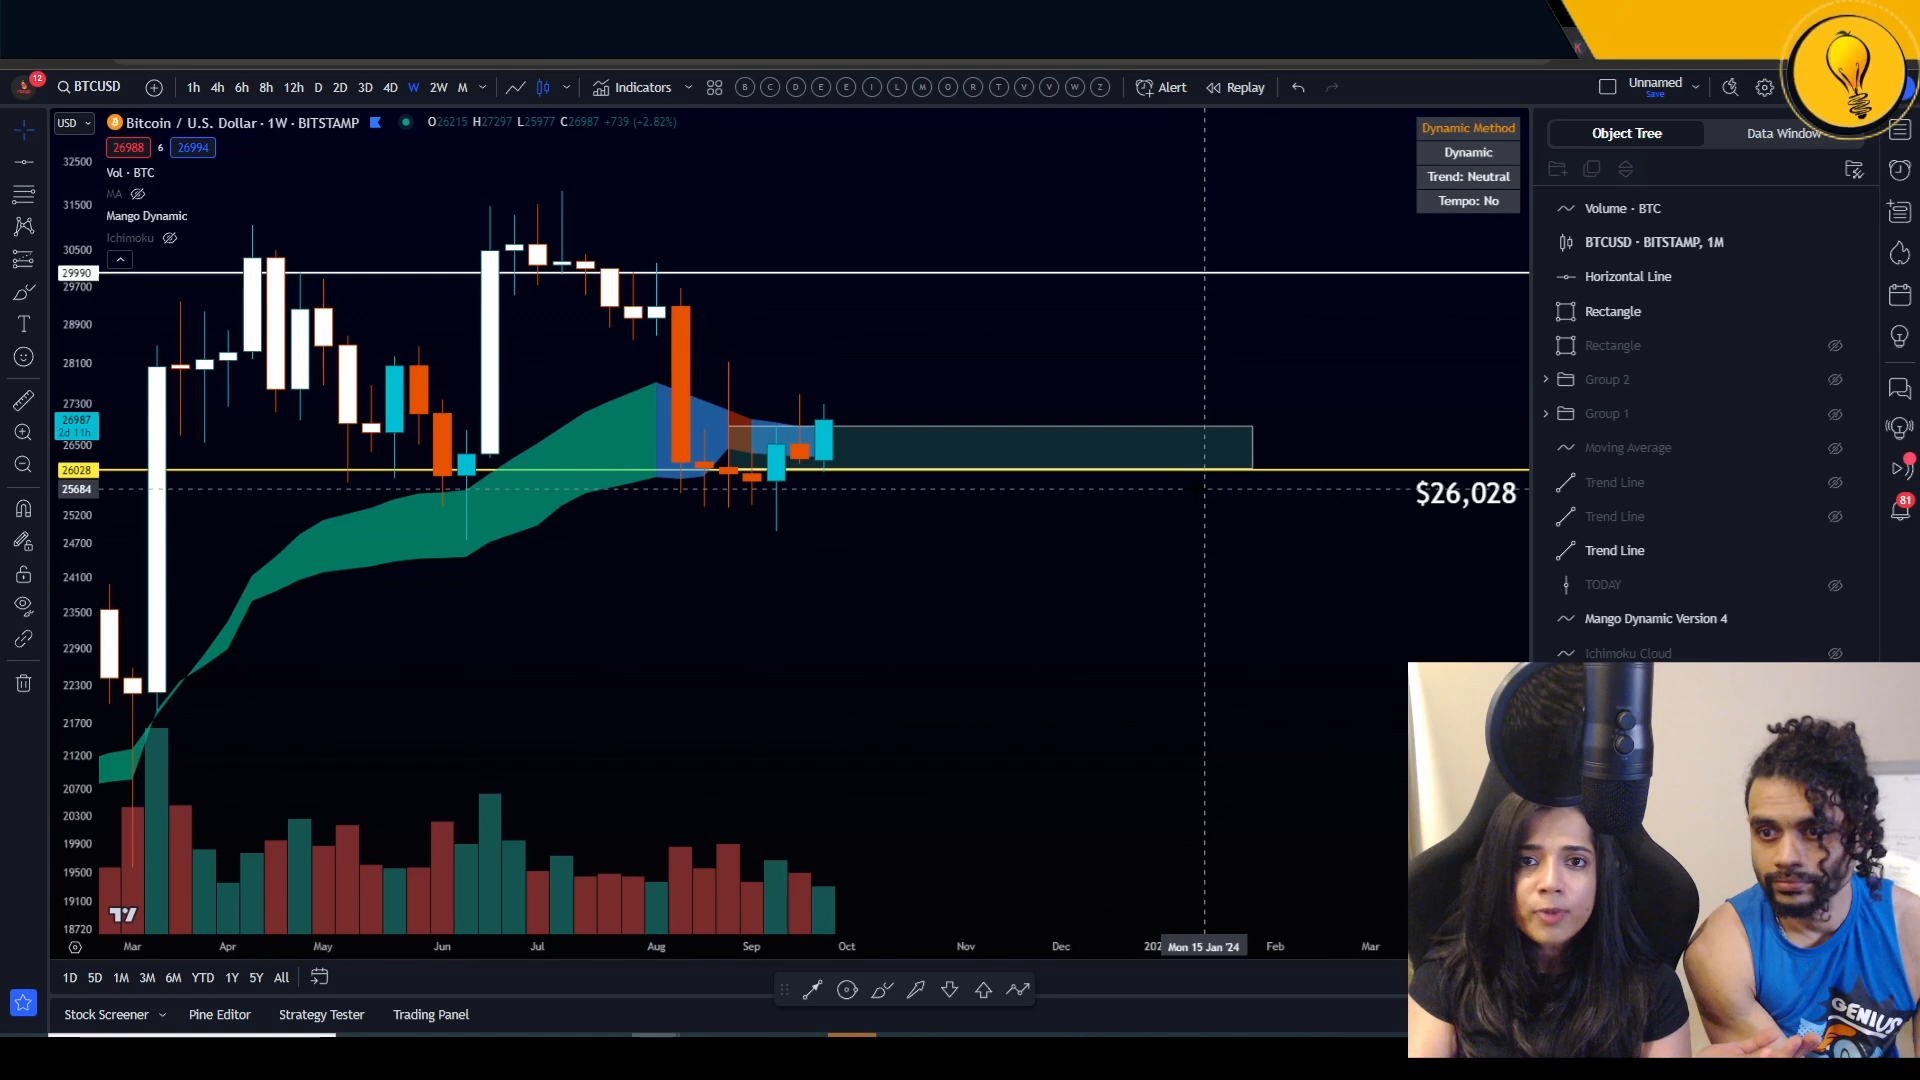 12
BTCUSD
1h 4h 6h 8h 12h D 2D 3D 4D W 2W M
Indicators
B C D E E I L M O R T V V W Z
Alert
Replay
Unnamed
Save
K
USD
Bitcoin / U.S. Dollar · 1W · BITSTAMP
O26215 H27297 L25977 C26987 +739 (+2.82%)
26988 6 26994
Vol · BTC
MA
Mango Dynamic
Ichimoku
Dynamic Method
Dynamic
Trend: Neutral
Tempo: No
Object Tree
Data Window
Volume · BTC
BTCUSD · BITSTAMP, 1M
Horizontal Line
Rectangle
Rectangle
Group 2
Group 1
Moving Average
Trend Line
Trend Line
Trend Line
TODAY
Mango Dynamic Version 4
Ichimoku Cloud
81
32500
31500
30500
29990
29700
28900
28100
27300
26987
2d 11h
26500
26028
25684
25200
24700
24100
23500
22900
22300
21700
21200
20700
20300
19900
19500
19100
18720
$26,028
Mar Apr May Jun Jul Aug Sep Oct Nov Dec 202 Mon 15 Jan '24 Feb Mar
1D 5D 1M 3M 6M YTD 1Y 5Y All
Stock Screener
Pine Editor
Strategy Tester
Trading Panel
GENIUS